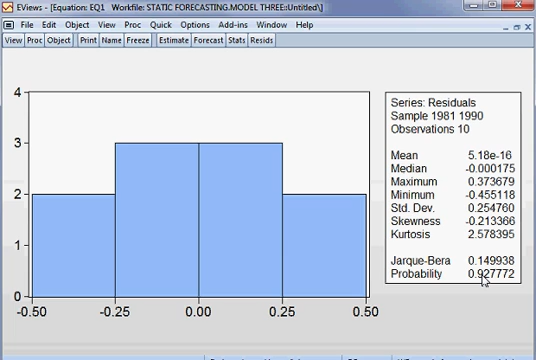 EViews - [Equation: EQ1 Workfile: STATIC FORECASTING.MODEL THREE::Untitled\]
File Edit Object View Proc Quick Options Add-ins Window Help
View Proc Object Print Name Freeze Estimate Forecast Stats Resids
4
3
2
1
0
-0.50 -0.25 0.00 0.25 0.50
Series: Residuals
Sample 1981 1990
Observations 10
Mean 5.18e-16
Median -0.000175
Maximum 0.373679
Minimum -0.455118
Std. Dev. 0.254760
Skewness -0.213366
Kurtosis 2.578395
Jarque-Bera 0.149938
Probability 0.927772